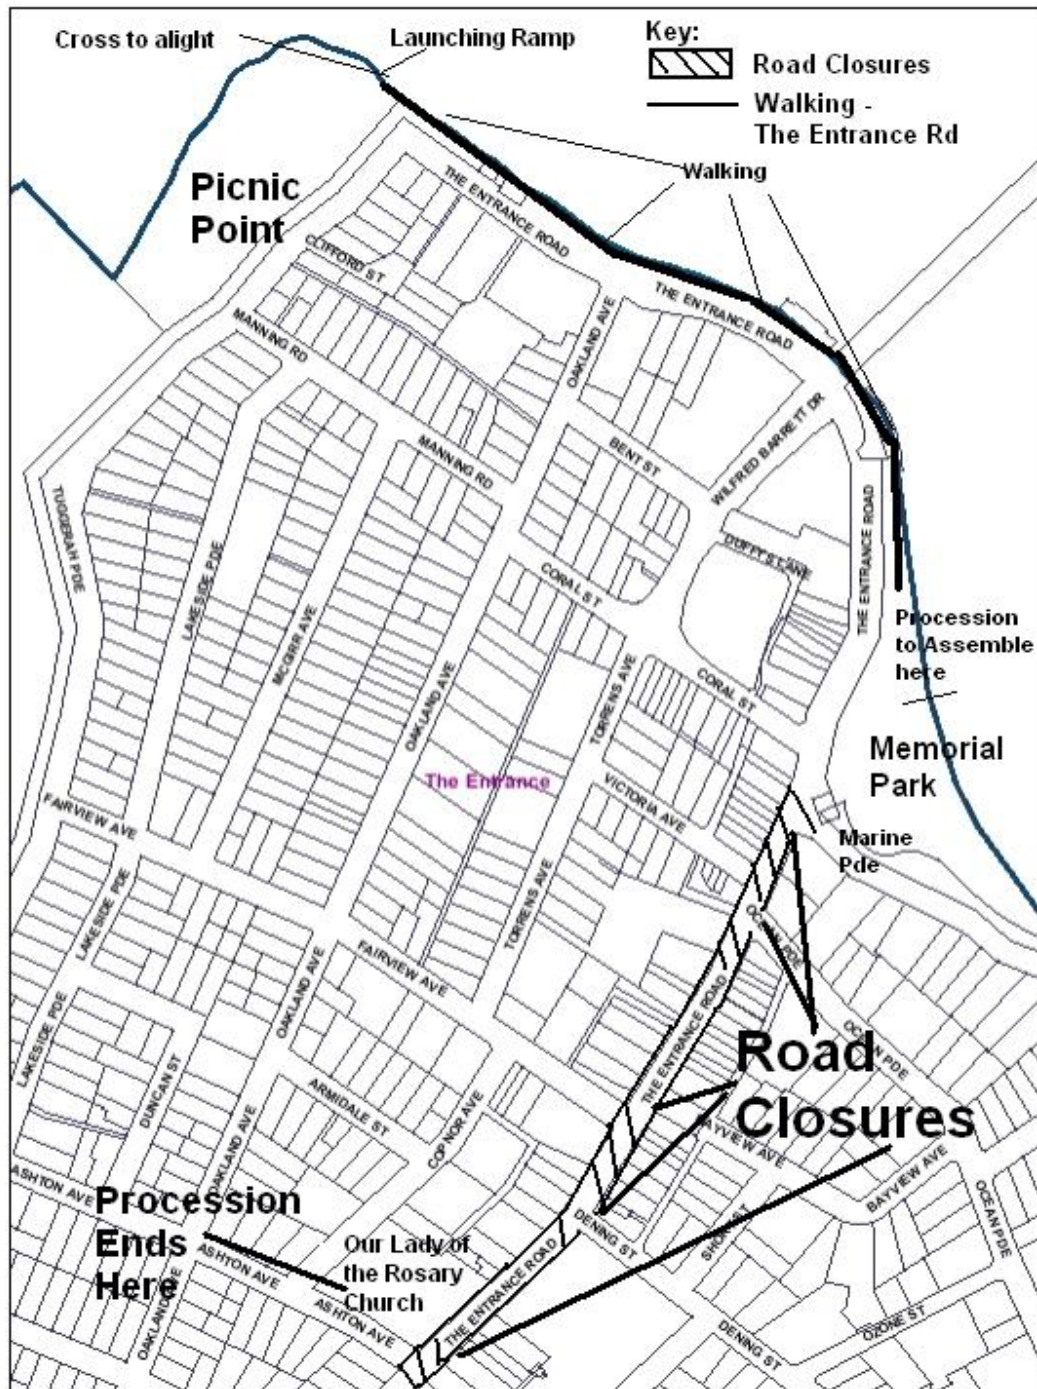 Cross to alight
Launching Ramp
Key:
Road Closures
Walking -
The Entrance Rd
Walking
Picnic
Point
THE ENTRANCE ROAD
CLIFFORD ST
MANNING RD
OAKLAND AVE
THE ENTRANCE ROAD
WILFRED BARRETT DR
BENT ST
MANNING RD
TUGGERAH PDE
LAKESIDE PDE
MCGRR AVE
CORAL ST
DUFFYS LANE
THE ENTRANCE ROAD
Procession
to Assemble
here
OAKLAND AVE
TORRENS AVE
CORAL ST
Memorial
Park
The Entrance
VICTORIA AVE
FAIRVIEW AVE
Marine
Pde
LAKESIDE PDE
TORRENS AVE
OCEAN PDE
FAIRVIEW AVE
OAKLAND AVE
THE ENTRANCE ROAD
OCEAN PDE
LAKESIDE PDE
Road
Closures
DUNCAN ST
ARMIDALE ST
COPNOR AVE
BAYVIEW AVE
BAYVIEW AVE
OAKLAND AVE
ASHTON AVE
OCEAN PDE
Procession
Ends
Here
DENING ST
SHORT ST
ASHTON AVE
Our Lady of
the Rosary
Church
THE ENTRANCE ROAD
OAKLAND AVE
ASHTON AVE
DENING ST
OZONE ST